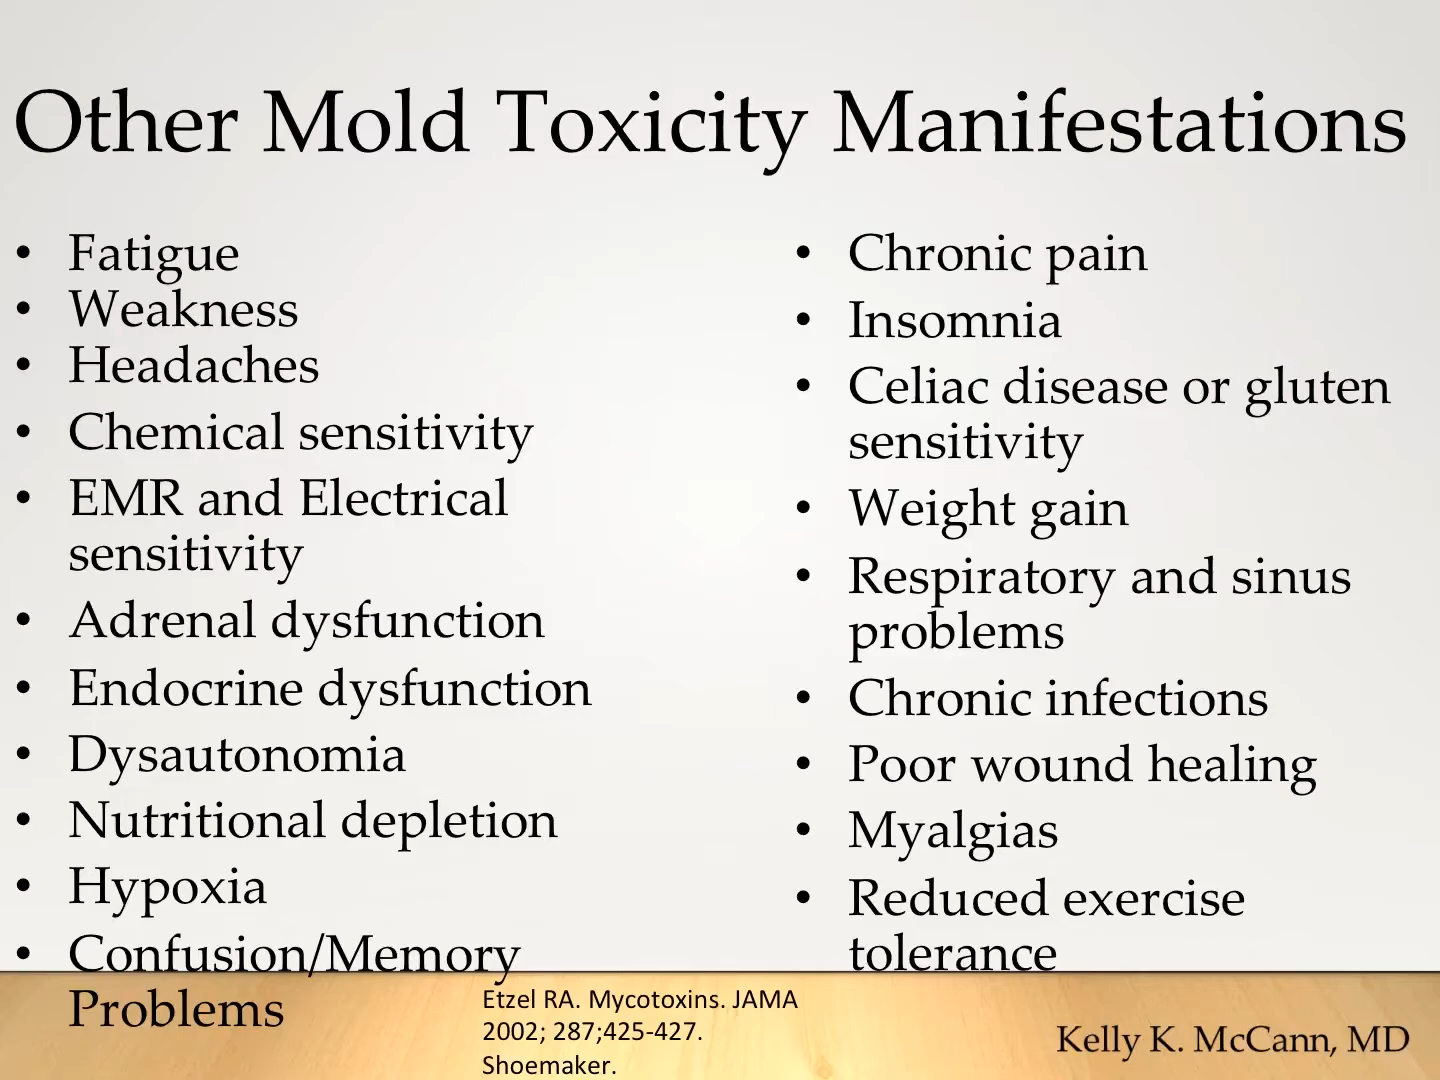 Other Mold Toxicity Manifestations
• Fatigue
• Weakness
• Headaches
• Chemical sensitivity
• EMR and Electrical
sensitivity
• Adrenal dysfunction
• Endocrine dysfunction
• Dysautonomia
• Nutritional depletion
• Hypoxia
• Confusion/Memory
Problems
• Chronic pain
• Insomnia
• Celiac disease or gluten
sensitivity
• Weight gain
• Respiratory and sinus
problems
• Chronic infections
• Poor wound healing
• Myalgias
• Reduced exercise
tolerance
Etzel RA. Mycotoxins. JAMA
2002; 287;425-427.
Shoemaker.
Kelly K. McCann, MD